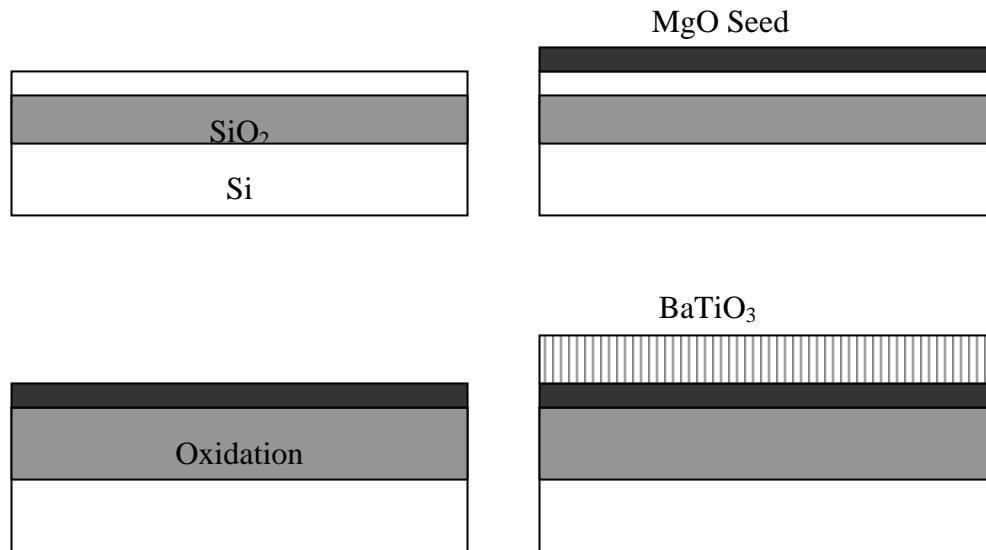 MgO Seed
SiO₂
Si
BaTiO₃
Oxidation